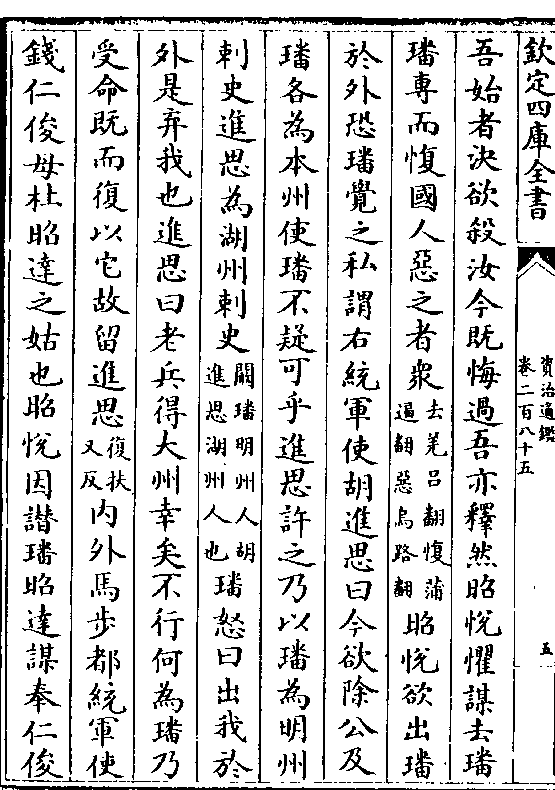 欽定四庫全書
資治通鑑
卷二百八十五
五
吾始者決欲殺汝今既悔過吾亦釋然昭悅懼謀去璠
璠專而愎國人惡之者衆去羌呂翻愎蒲
逼翻惡烏路翻昭悅欲出璠
於外恐璠覺之私謂右統軍使胡進思曰今欲除公及
璠各為本州使璠不疑可乎進思許之乃以璠為明州
刺史進思為湖州刺史闞璠明州人胡
進思湖州人也璠怒曰出我於
外是弃我也進思曰老兵得大州幸矣不行何為璠乃
受命既而復以它故留進思復扶
又反内外馬步都統軍使
錢仁俊母杜昭達之姑也昭悅因譖璠昭達謀奉仁俊